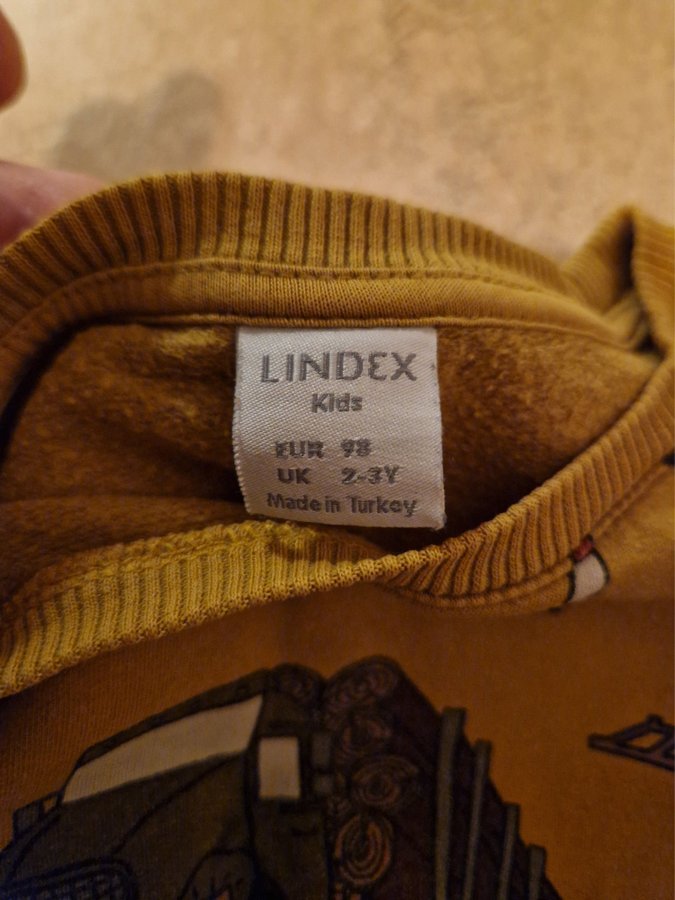 LINDEX
Kids
EUR 98
UK 2-3Y
Made in Turkey